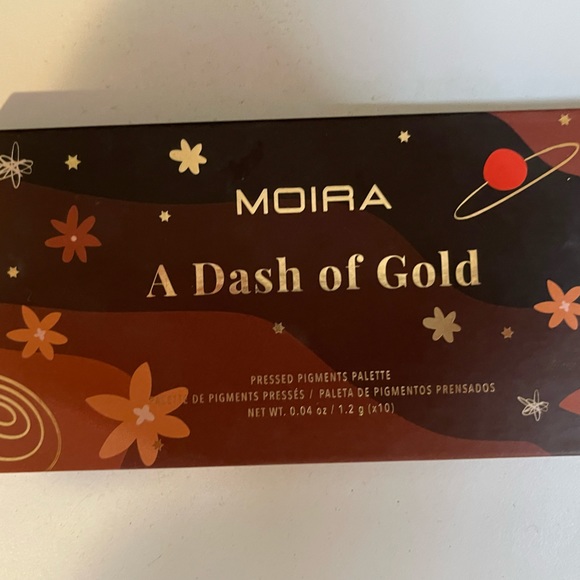 MOIRA
A Dash of Gold
PRESSED PIGMENTS PALETTE
DE PIGMENTS PRESSÉS / PALETA DE PIGMENTOS PRENSADOS
NET WT. 0.04 oz / 1.2 g (x10)